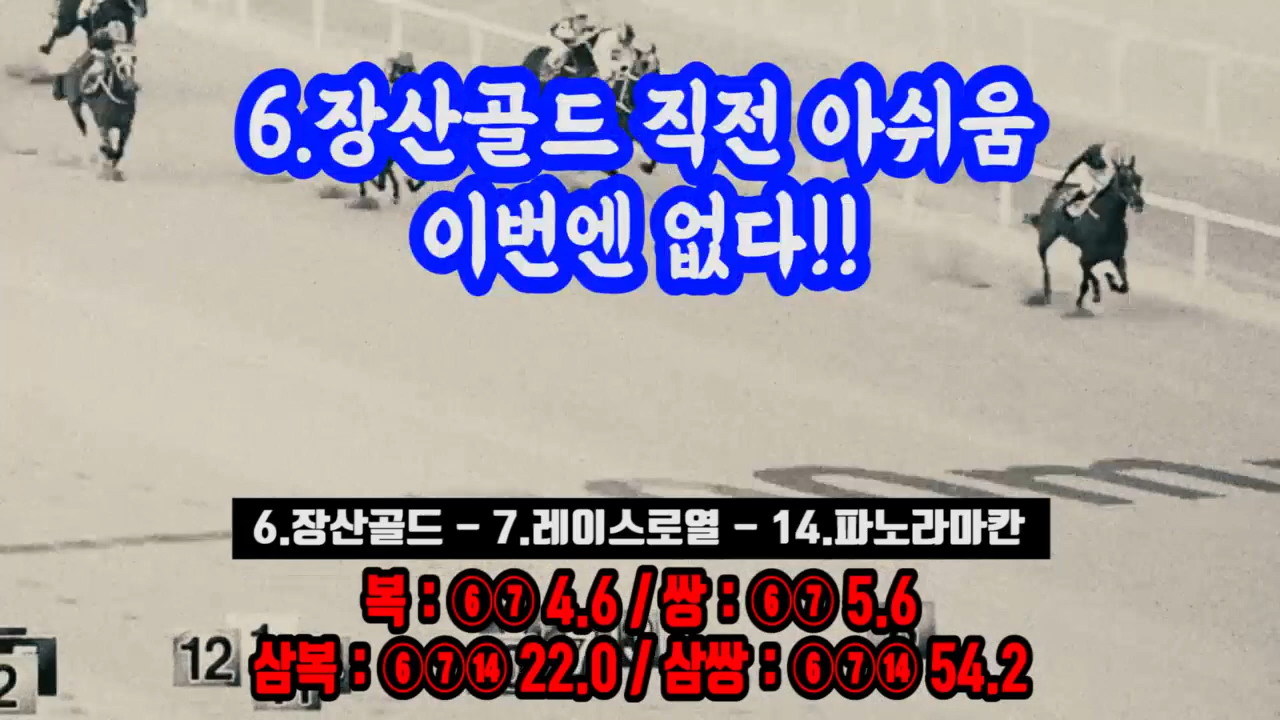 6.장산골드 직전 아쉬움
이번엔 없다!!
6.장산골드 - 7.레이스로열 - 14.파노라마칸
복 : ⑥⑦ 4.6 / 쌍 : ⑥⑦ 5.6
12
2
삼복 : ⑥⑦⑭ 22.0 / 삼쌍 : ⑥⑦⑭ 54.2